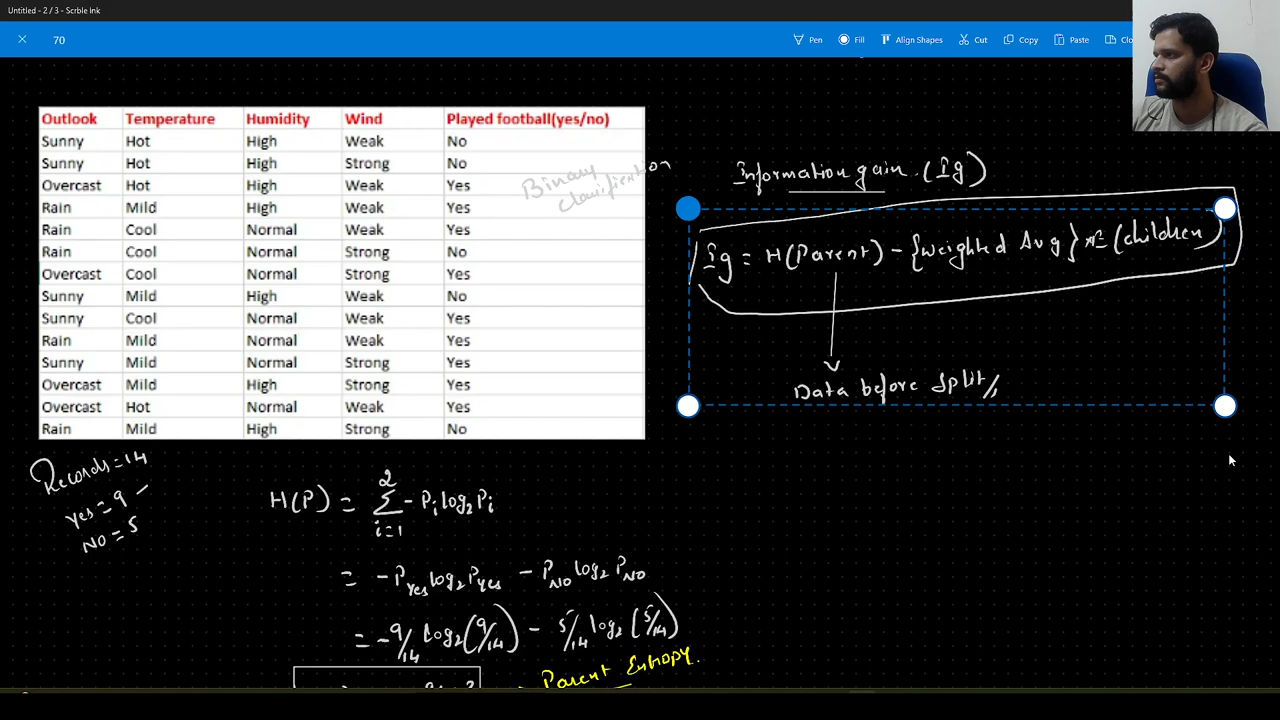 Untitled - 2 / 3 - Scrble Ink
70 Pen Fill Align Shapes Cut Copy Paste
Outlook Temperature Humidity Wind Played football(yes/no)
Sunny Hot High Weak No
Sunny Hot High Strong No
Overcast Hot High Weak Yes
Rain Mild High Weak Yes
Rain Cool Normal Weak Yes
Rain Cool Normal Strong No
Overcast Cool Normal Strong Yes
Sunny Mild High Weak No
Sunny Cool Normal Weak Yes
Rain Mild Normal Weak Yes
Sunny Mild Normal Strong Yes
Overcast Mild High Strong Yes
Overcast Hot Normal Weak Yes
Rain Mild High Strong No
Binary
Classification
Information gain. (Ig)
Ig = H(Parent) - {weighted Avg} * (children)
Data before split
Records = 14
Yes = 9
NO = 5
H(P) = 2 Σ i=1 - Pi log2 Pi
= - PYes log2 PYes - PNO log2 PNO
= - 9/14 log2 (9/14) - 5/14 log2 (5/14)
Parent Entropy.